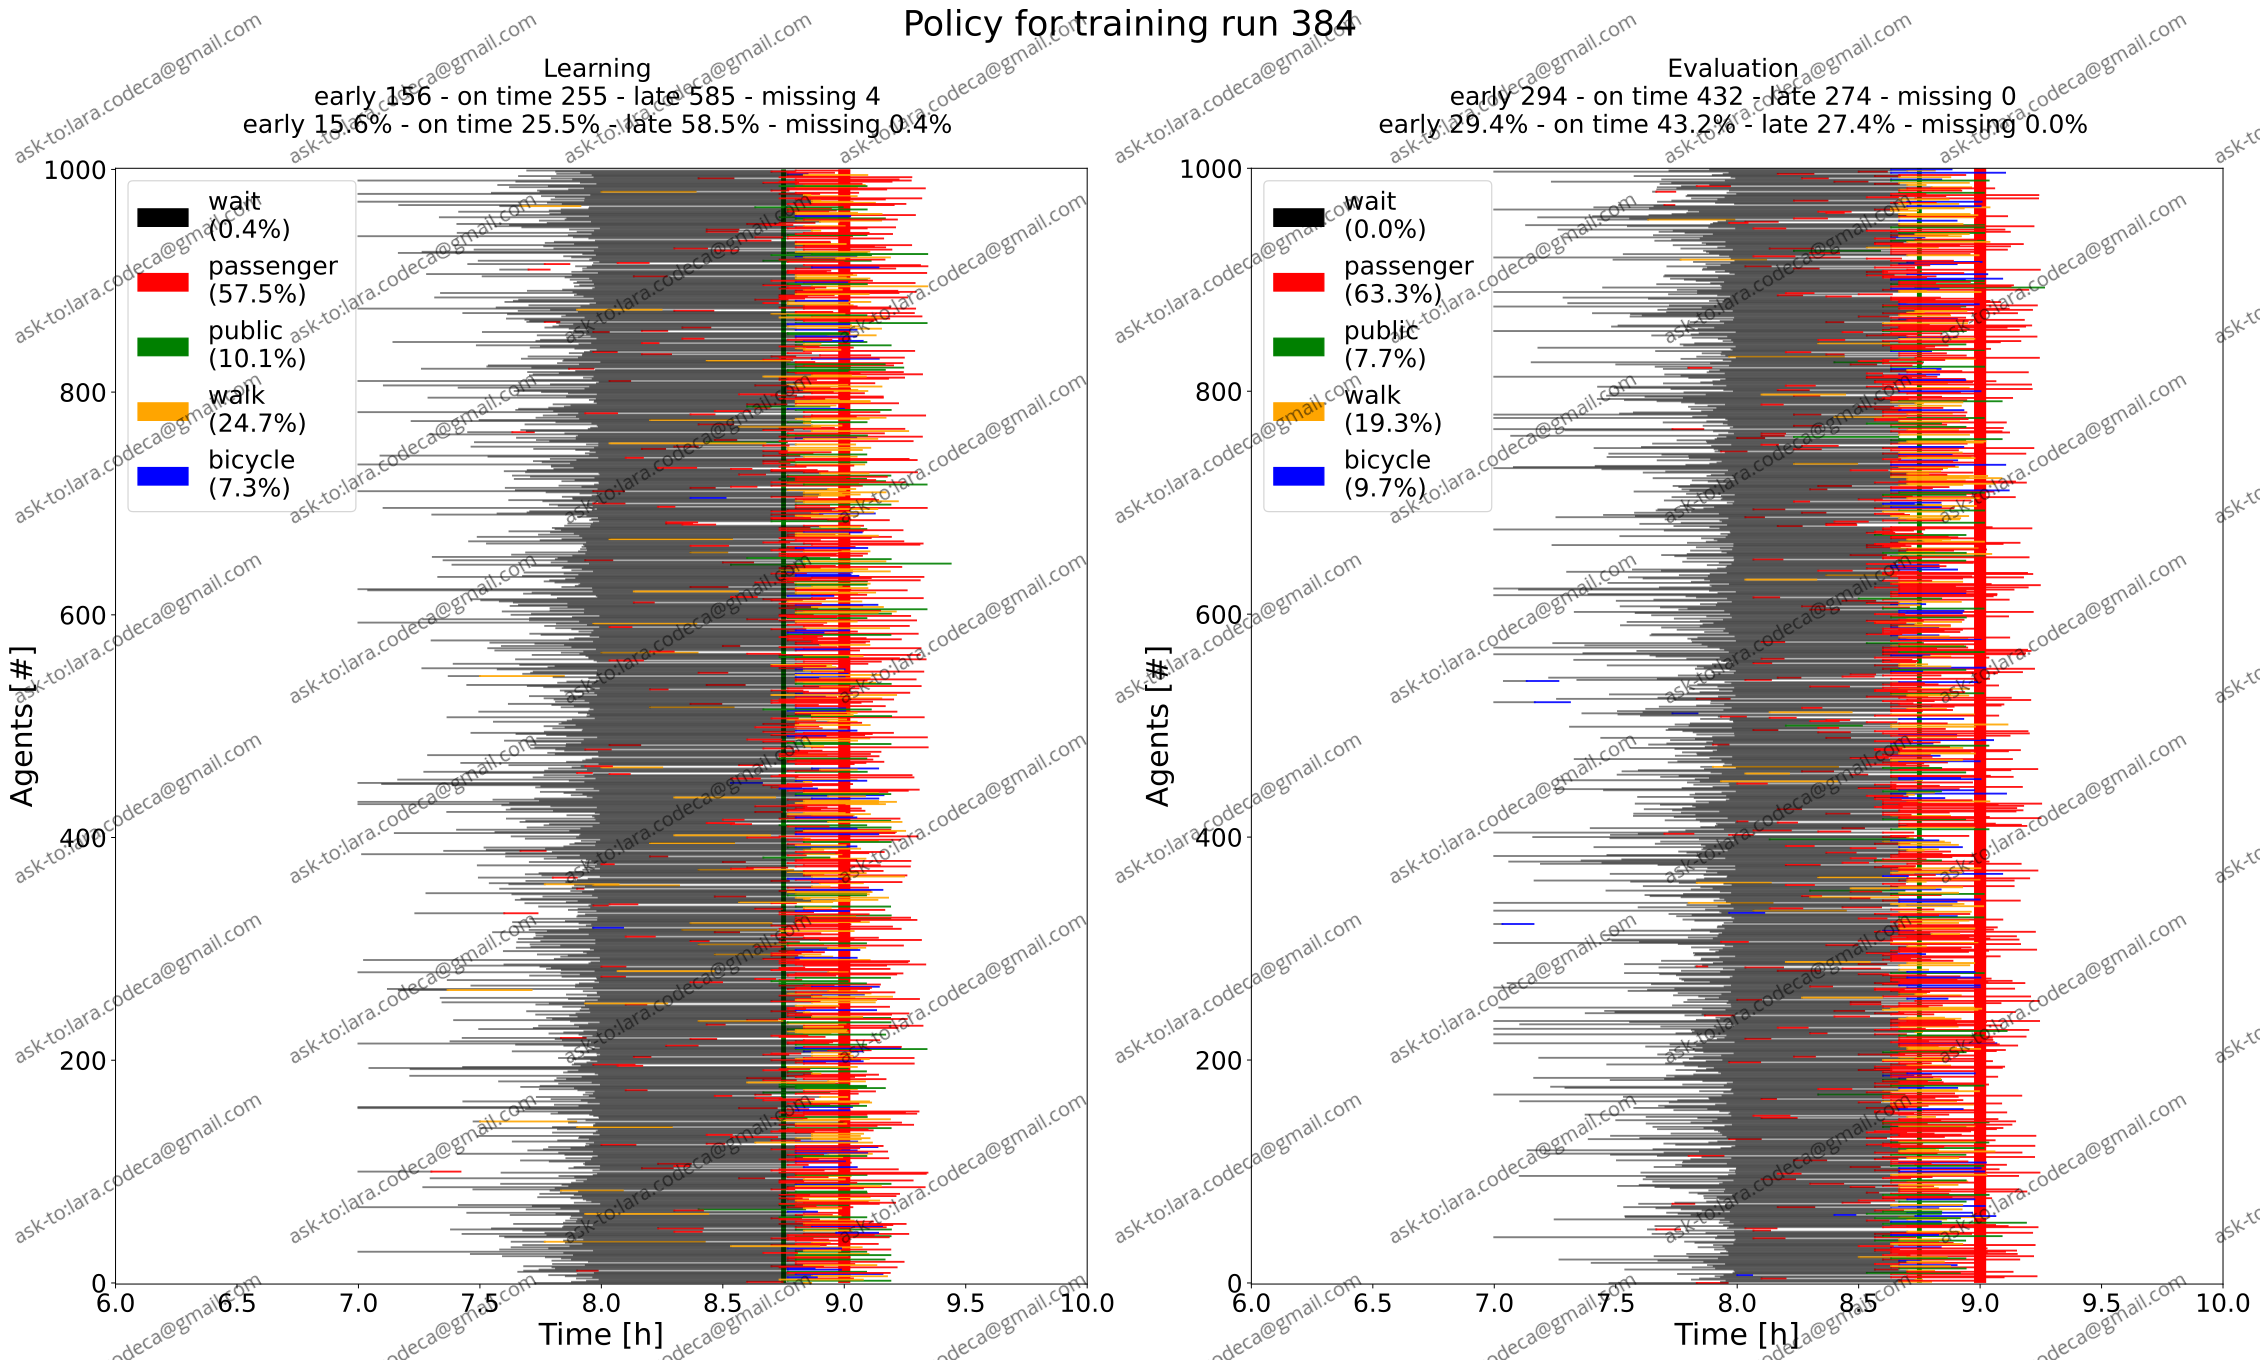 Policy for training run 384
Learning
early 156 - on time 255 - late 585 - missing 4
early 15.6% - on time 25.5% - late 58.5% - missing 0.4%
1000
800
600
400
200
0
Agents [#]
wait
(0.4%)
passenger
(57.5%)
public
(10.1%)
walk
(24.7%)
bicycle
(7.3%)
6.0 6.5 7.0 7.5 8.0 8.5 9.0 9.5 10.0
Time [h]
Evaluation
early 294 - on time 432 - late 274 - missing 0
early 29.4% - on time 43.2% - late 27.4% - missing 0.0%
1000
800
600
400
200
0
Agents [#]
wait
(0.0%)
passenger
(63.3%)
public
(7.7%)
walk
(19.3%)
bicycle
(9.7%)
6.0 6.5 7.0 7.5 8.0 8.5 9.0 9.5 10.0
Time [h]
ask-to:lara.codeca@gmail.com